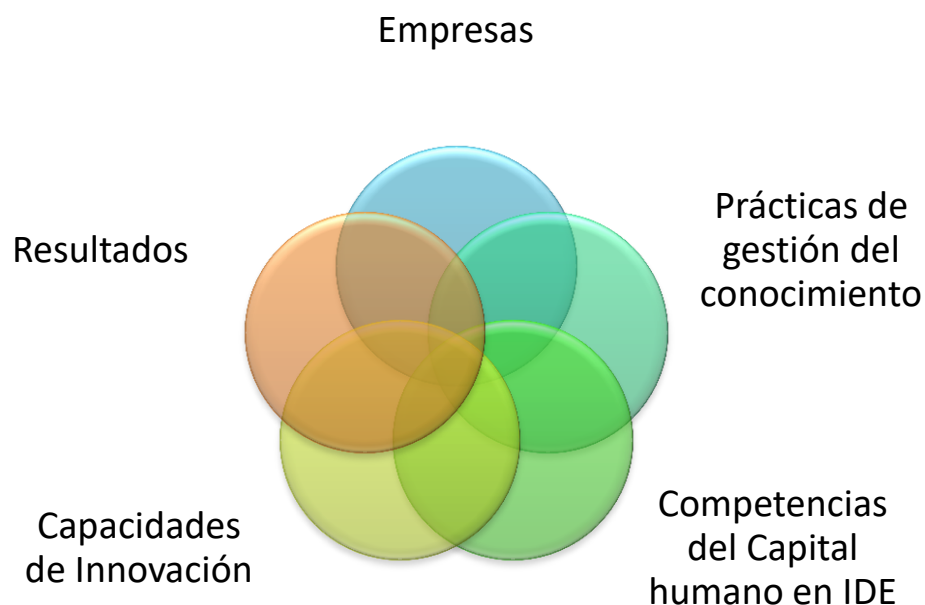 Empresas
Prácticas de
gestión del
conocimiento
Competencias
del Capital
humano en IDE
Capacidades
de Innovación
Resultados